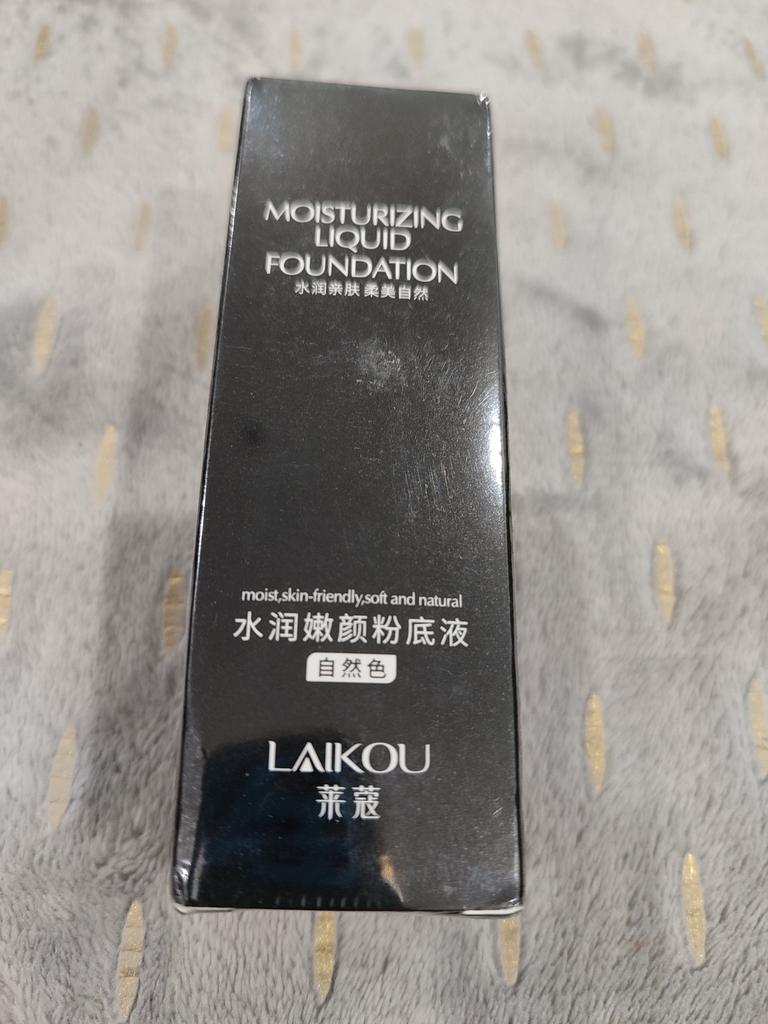 MOISTURIZING
LIQUID
FOUNDATION
水润亲肤 柔美自然
moist,skin-friendly,soft and natural
水润嫩颜粉底液
自然色
LAIKOU
莱蔻